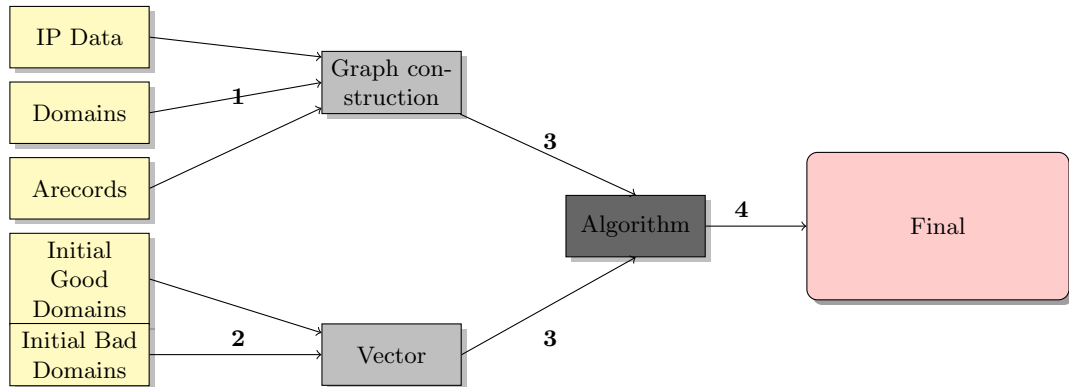 IP Data
Domains
Arecords
Initial
Good
Domains
Initial Bad
Domains
1
2
Graph con-
struction
Vector
3
3
Algorithm
4
Final